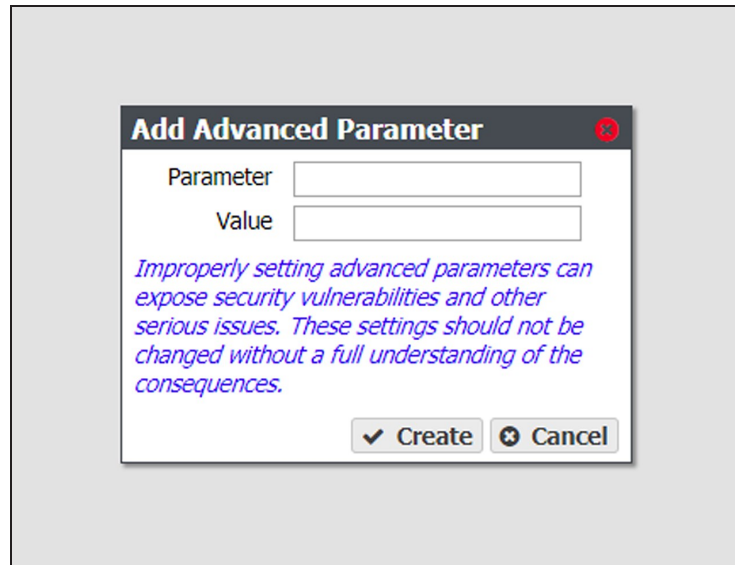 Add Advanced Parameter
Parameter
Value
Improperly setting advanced parameters can
expose security vulnerabilities and other
serious issues. These settings should not be
changed without a full understanding of the
consequences.
Create Cancel